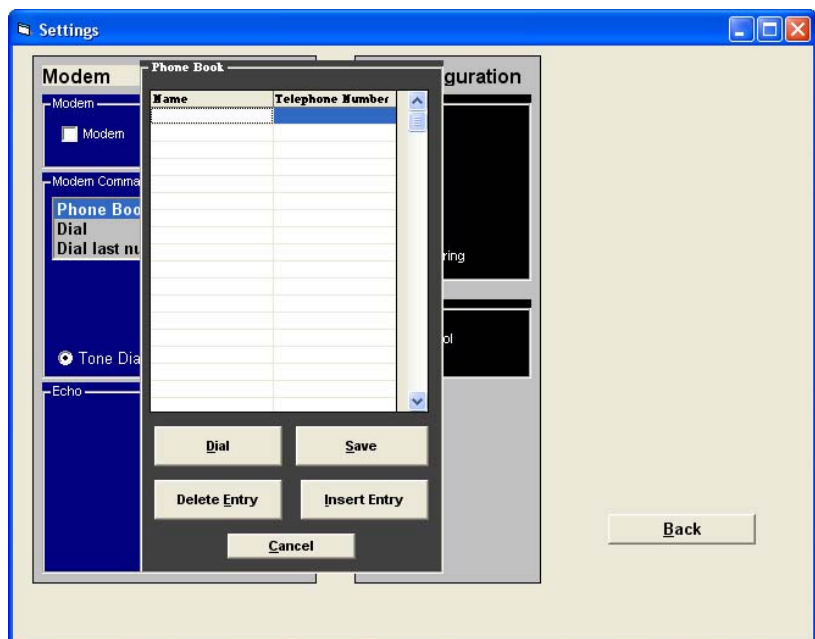 Settings
Modem
Modem
Modem
Modem Comma
Phone Boo
Dial
Dial last nu
Tone Dia
Echo
Phone Book
Name Telephone Number
Dial Save
Delete Entry Insert Entry
Cancel
guration
ring
ol
Back